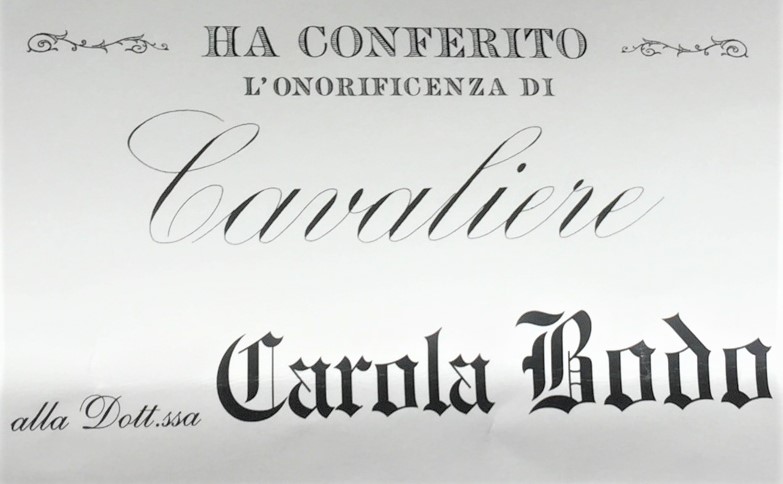 HA CONFERITO
L'ONORIFICENZA DI
Cavaliere
alla Dott.ssa Carola Bodo